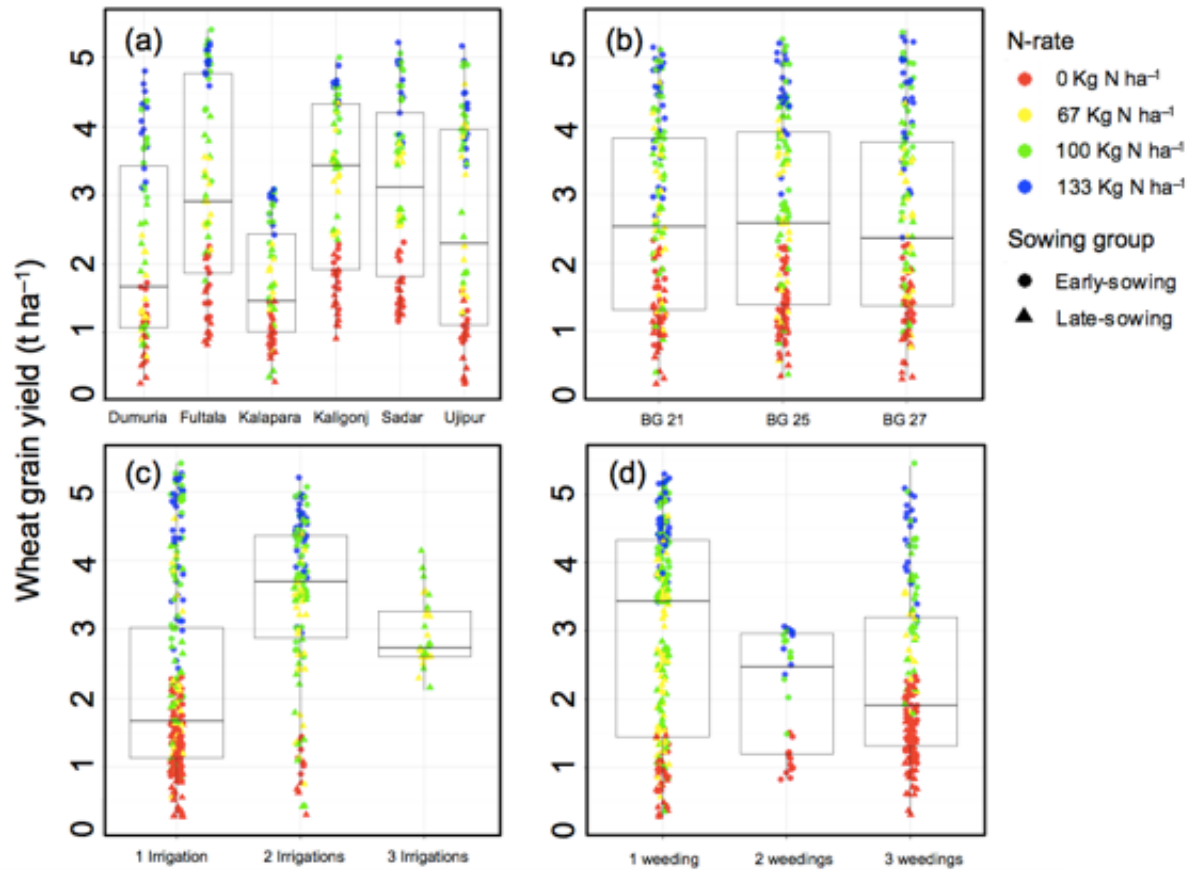 Wheat grain yield (t ha⁻¹)
(a)
5
4
3
2
1
0
Dumuria Fultala Kalapara Kaligonj Sadar Ujipur
(b)
5
4
3
2
1
0
BG 21 BG 25 BG 27
N-rate
0 Kg N ha⁻¹
67 Kg N ha⁻¹
100 Kg N ha⁻¹
133 Kg N ha⁻¹
Sowing group
Early-sowing
Late-sowing
(c)
5
4
3
2
1
0
1 Irrigation 2 Irrigations 3 Irrigations
(d)
5
4
3
2
1
0
1 weeding 2 weedings 3 weedings